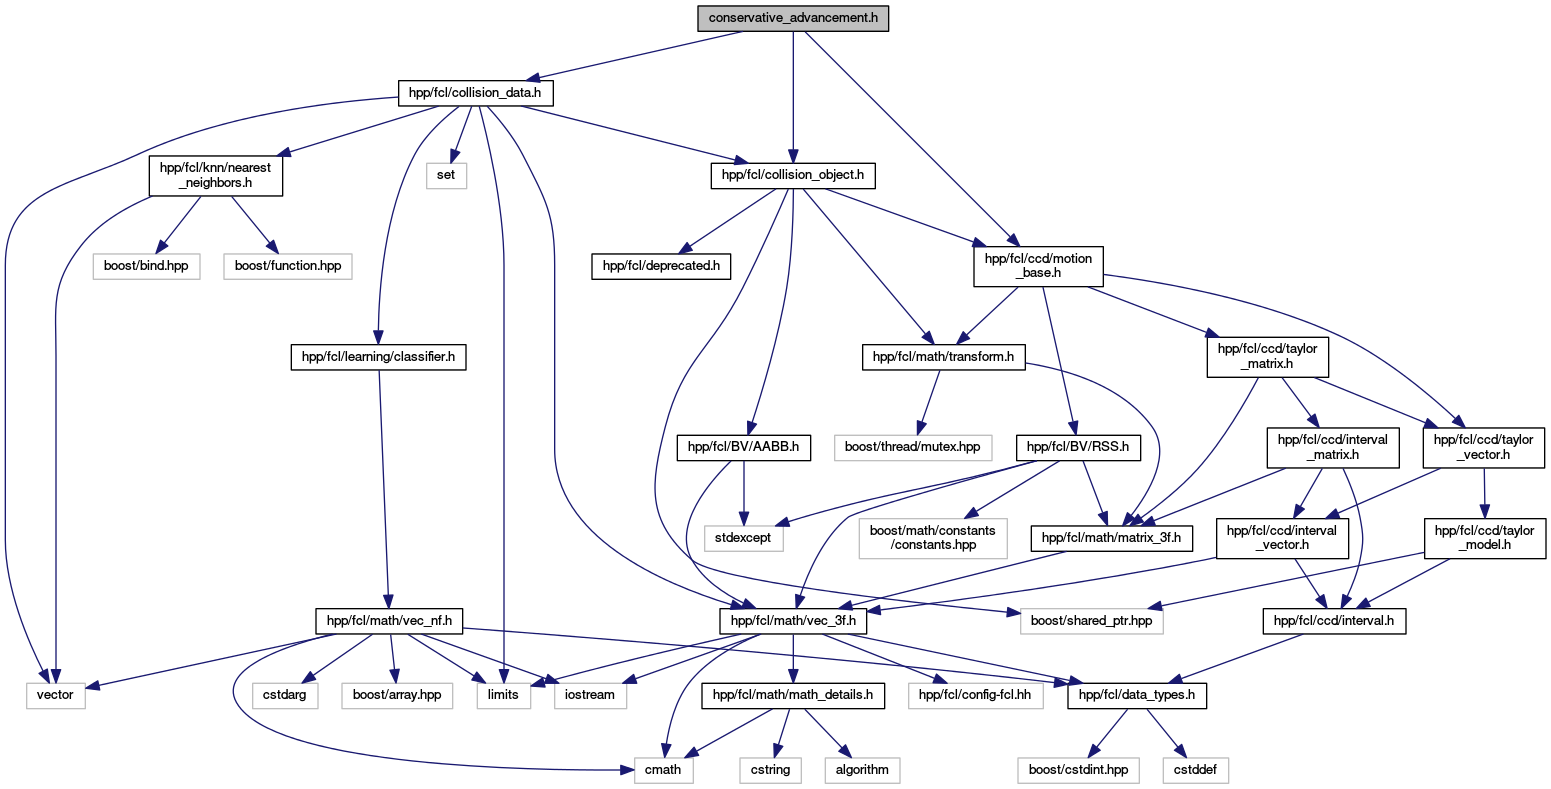 conservative_advancement.h
hpp/fcl/collision_data.h
hpp/fcl/knn/nearest
_neighbors.h
set
hpp/fcl/collision_object.h
boost/bind.hpp
boost/function.hpp
hpp/fcl/deprecated.h
hpp/fcl/ccd/motion
_base.h
hpp/fcl/learning/classifier.h
hpp/fcl/math/transform.h
hpp/fcl/ccd/taylor
_matrix.h
hpp/fcl/BV/AABB.h
boost/thread/mutex.hpp
hpp/fcl/BV/RSS.h
hpp/fcl/ccd/interval
_matrix.h
hpp/fcl/ccd/taylor
_vector.h
stdexcept
boost/math/constants
/constants.hpp
hpp/fcl/math/matrix_3f.h
hpp/fcl/ccd/interval
_vector.h
hpp/fcl/ccd/taylor
_model.h
hpp/fcl/math/vec_nf.h
hpp/fcl/math/vec_3f.h
boost/shared_ptr.hpp
hpp/fcl/ccd/interval.h
vector
cstdarg
boost/array.hpp
limits
iostream
hpp/fcl/math/math_details.h
hpp/fcl/config-fcl.hh
hpp/fcl/data_types.h
cmath
cstring
algorithm
boost/cstdint.hpp
cstddef